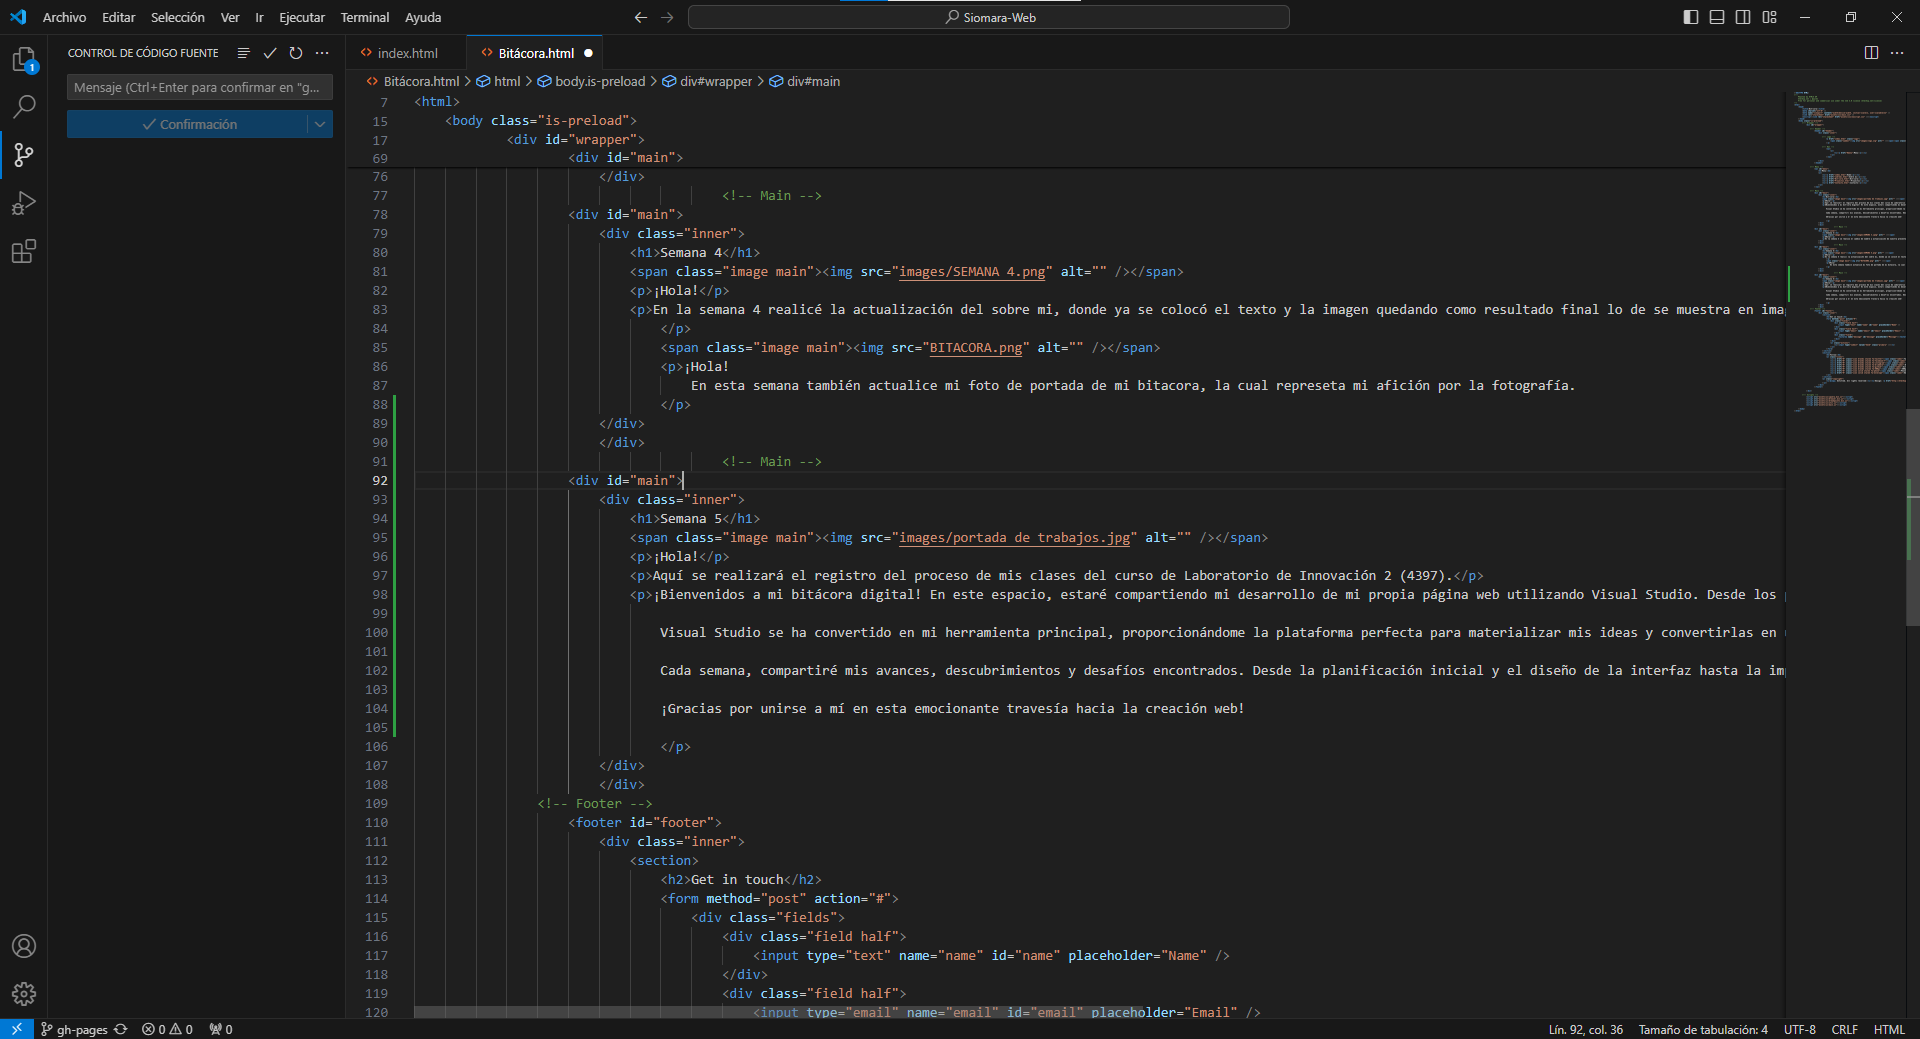 Archivo Editar Selección Ver Ir Ejecutar Terminal Ayuda
Siomara-Web
CONTROL DE CÓDIGO FUENTE
index.html
Bitácora.html
1
Mensaje (Ctrl+Enter para confirmar en "g...
Confirmación
Bitácora.html > html > body.is-preload > div#wrapper > div#main
7 <html>
15 <body class="is-preload">
17 <div id="wrapper">
69 <div id="main">
76 </div>
77 <!-- Main -->
78 <div id="main">
79 <div class="inner">
80 <h1>Semana 4</h1>
81 <span class="image main"><img src="images/SEMANA 4.png" alt="" /></span>
82 <p>¡Hola!</p>
83 <p>En la semana 4 realicé la actualización del sobre mi, donde ya se colocó el texto y la imagen quedando como resultado final lo de se muestra en ima
84 </p>
85 <span class="image main"><img src="BITACORA.png" alt="" /></span>
86 <p>¡Hola!
87 En esta semana también actualice mi foto de portada de mi bitacora, la cual represeta mi afición por la fotografía.
88 </p>
89 </div>
90 </div>
91 <!-- Main -->
92 <div id="main">
93 <div class="inner">
94 <h1>Semana 5</h1>
95 <span class="image main"><img src="images/portada de trabajos.jpg" alt="" /></span>
96 <p>¡Hola!</p>
97 <p>Aquí se realizará el registro del proceso de mis clases del curso de Laboratorio de Innovación 2 (4397).</p>
98 <p>¡Bienvenidos a mi bitácora digital! En este espacio, estaré compartiendo mi desarrollo de mi propia página web utilizando Visual Studio. Desde los
99
100 Visual Studio se ha convertido en mi herramienta principal, proporcionándome la plataforma perfecta para materializar mis ideas y convertirlas en
101
102 Cada semana, compartiré mis avances, descubrimientos y desafíos encontrados. Desde la planificación inicial y el diseño de la interfaz hasta la im
103
104 ¡Gracias por unirse a mí en esta emocionante travesía hacia la creación web!
105
106 </p>
107 </div>
108 </div>
109 <!-- Footer -->
110 <footer id="footer">
111 <div class="inner">
112 <section>
113 <h2>Get in touch</h2>
114 <form method="post" action="#">
115 <div class="fields">
116 <div class="field half">
117 <input type="text" name="name" id="name" placeholder="Name" />
118 </div>
119 <div class="field half">
120 <input type="email" name="email" id="email" placeholder="Email" />
gh-pages 0 0 0
Lín. 92, col. 36 Tamaño de tabulación: 4 UTF-8 CRLF HTML